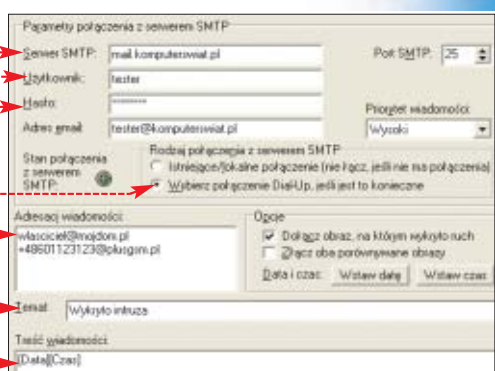 Parametry połączenia z serwerem SMTP
Serwer SMTP: mail.komputerswiat.pl Port SMTP: 25
Użytkownik: tester
Hasło: ********
Priorytet wiadomości:
Adres email: tester@komputerswiat.pl Wysoki
Stan połączenia z serwerem SMTP:
Rodzaj połączenia z serwerem SMTP
Istniejące/lokalne połączenie (nie łącz, jeśli nie ma połączenia)
Wybierz połączenie Dial-Up, jeśli jest to konieczne
Adresaci wiadomości:
wlasciciel@mojdom.pl
+48601123123@plusgsm.pl
Opcje
Dołącz obraz, na którym wykryto ruch
Złącz oba porównywane obrazy
Data i czas: Wstaw datę Wstaw czas
Temat: Wykryto intruza
Treść wiadomości:
[Data][Czas]